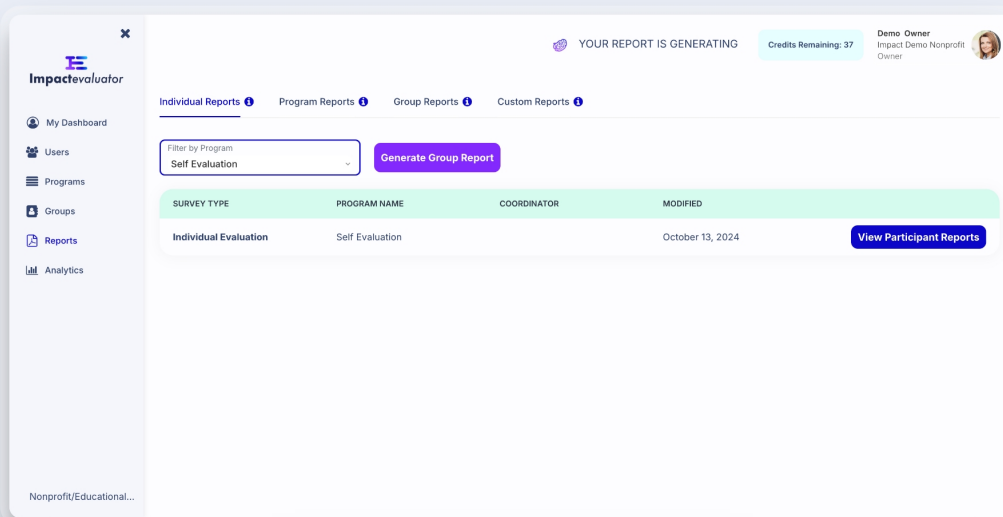 Impactevaluator
My Dashboard
Users
Programs
Groups
Reports
Analytics
Nonprofit/Educational...
YOUR REPORT IS GENERATING
Credits Remaining: 37
Demo Owner
Impact Demo Nonprofit
Owner
Individual Reports
Program Reports
Group Reports
Custom Reports
Filter by Program
Self Evaluation
Generate Group Report
SURVEY TYPE PROGRAM NAME COORDINATOR MODIFIED
Individual Evaluation Self Evaluation October 13, 2024 View Participant Reports